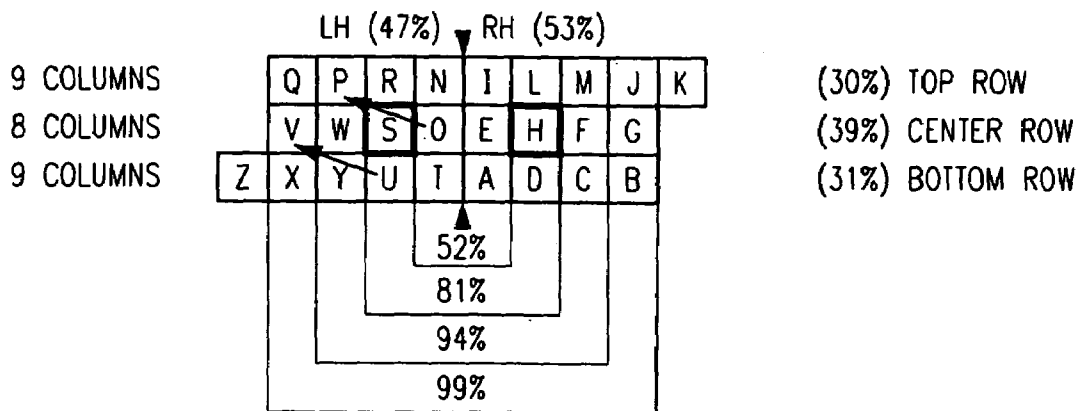 LH (47%) RH (53%)
9 COLUMNS Q P R N I L M J K (30%) TOP ROW
8 COLUMNS V W S O E H F G (39%) CENTER ROW
9 COLUMNS Z X Y U T A D C B (31%) BOTTOM ROW
52%
81%
94%
99%